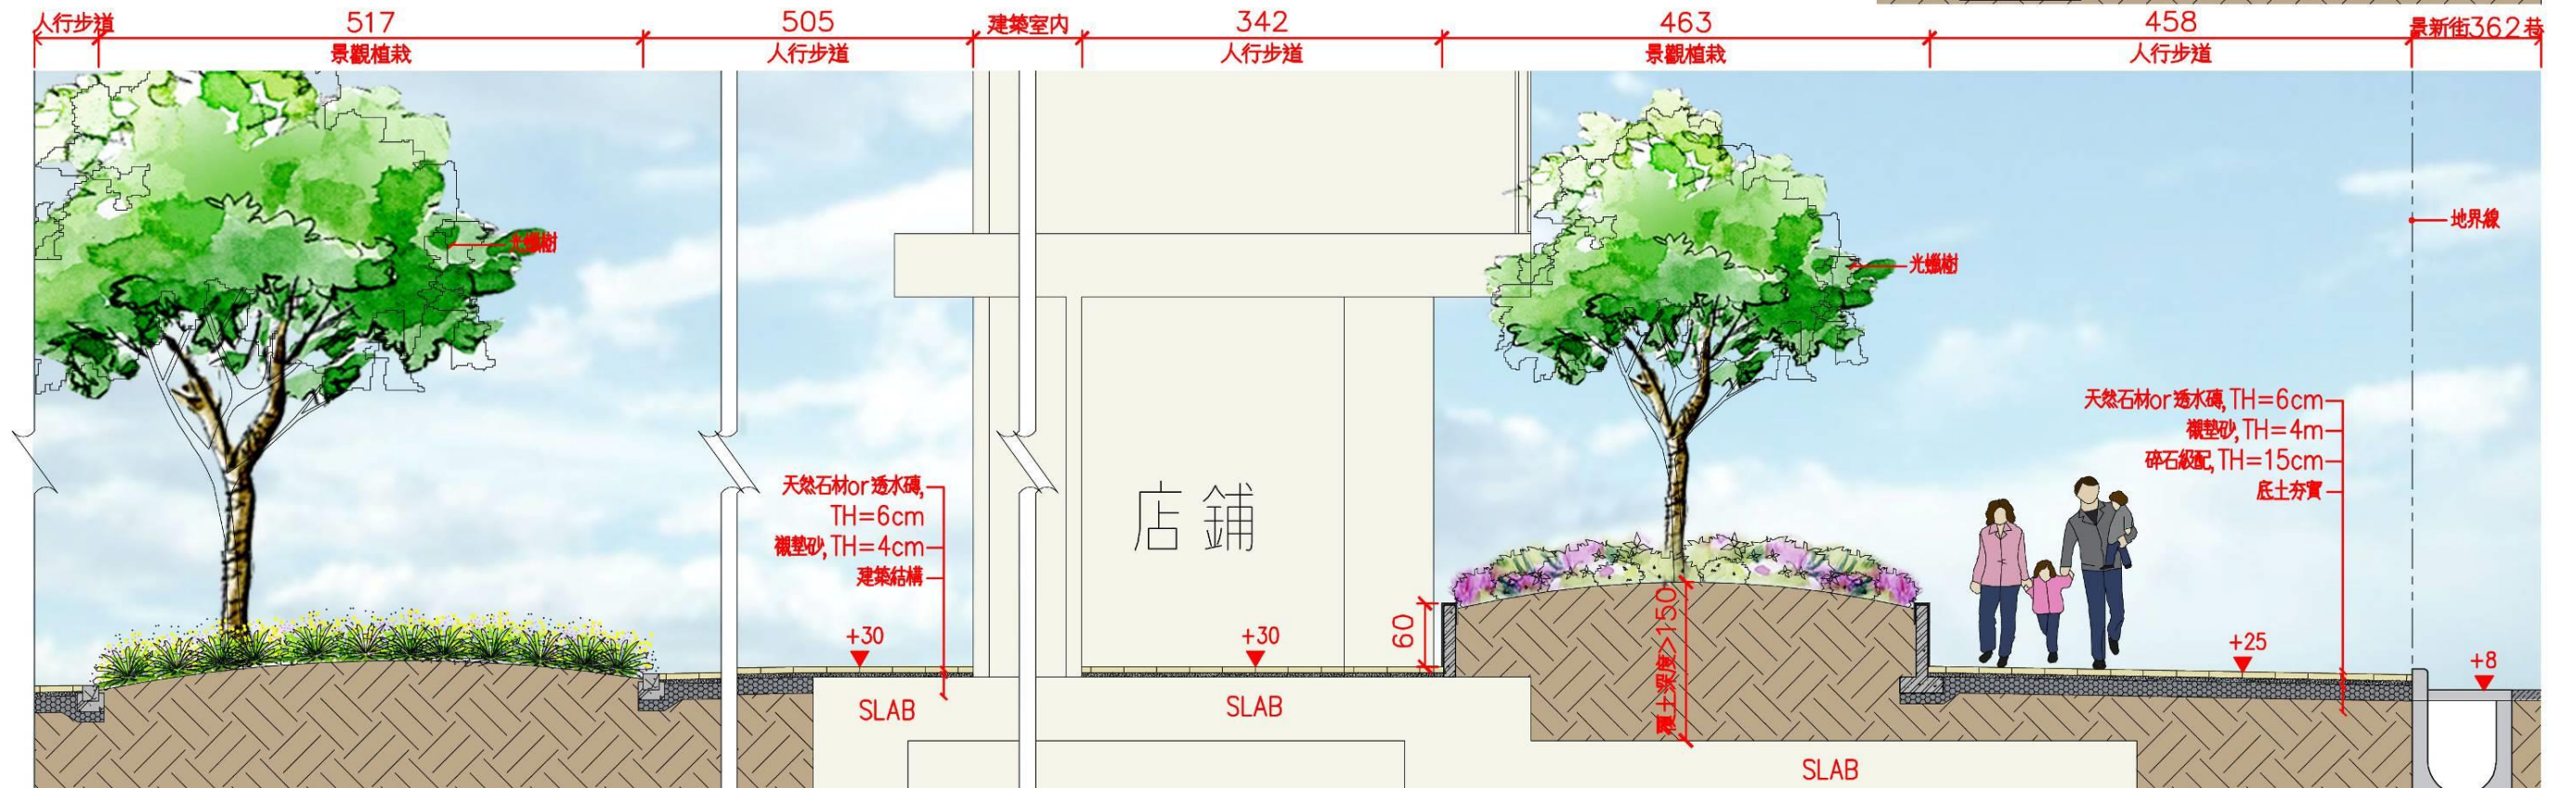 人行步道
517
景觀植栽
505
人行步道
建築室内
342
人行步道
463
景觀植栽
458
人行步道
景新街362巷
光蠟樹
光蠟樹
地界線
天然石材or透水磚,
TH=6cm
襯墊砂,TH=4cm
建築結構
天然石材or透水磚,TH=6cm
襯墊砂,TH=4m
碎石級配,TH=15cm
底土夯實
店鋪
+30
+30
60
覆土深度>150
+25
+8
SLAB
SLAB
SLAB